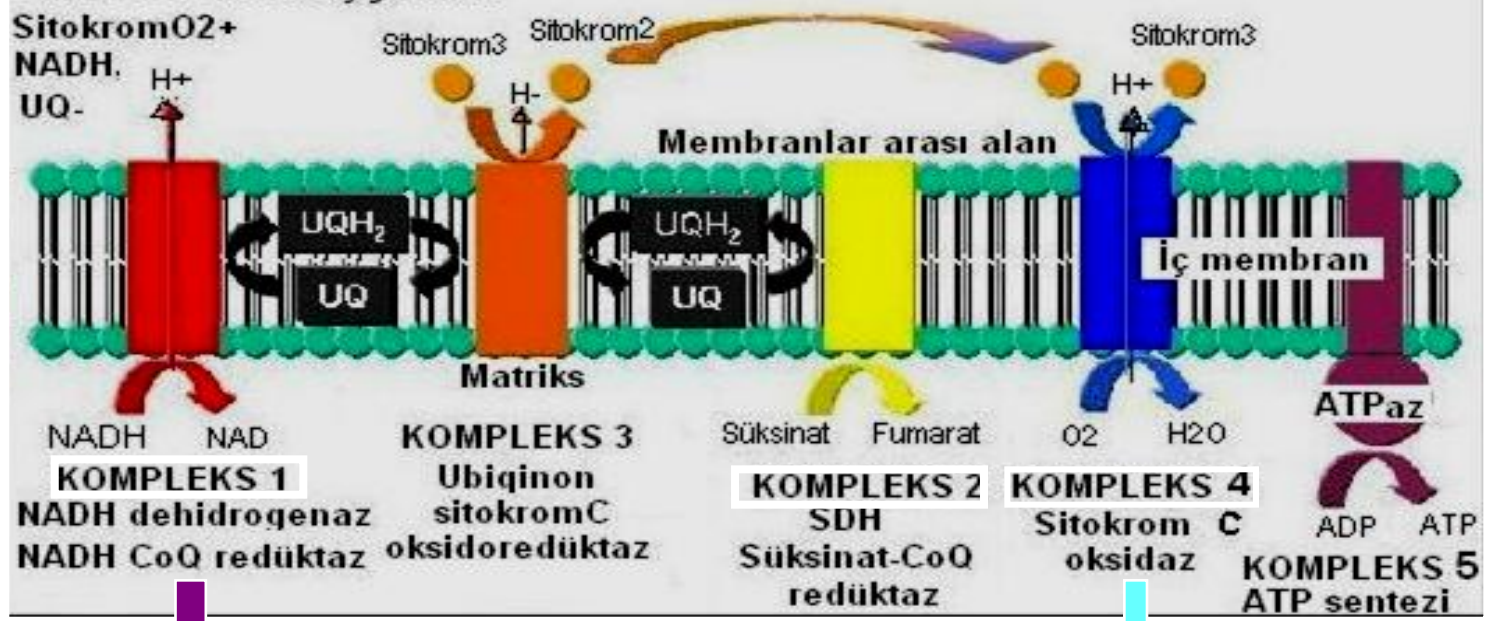 SitokromO2+
NADH.
UQ-
H+
Sitokrom3
Sitokrom2
H-
Sitokrom3
H+
Membranlar arası alan
UQH2
UQ
UQH2
UQ
İç membran
Matriks
ATPaz
NADH NAD
KOMPLEKS 1
NADH dehidrogenaz
NADH CoQ redüktaz
KOMPLEKS 3
Ubiqinon
sitokromC
oksidoredüktaz
Süksinat Fumarat
KOMPLEKS 2
SDH
Süksinat-CoQ
redüktaz
O2 H2O
KOMPLEKS 4
Sitokrom C
oksidaz
ADP ATP
KOMPLEKS 5
ATP sentezi